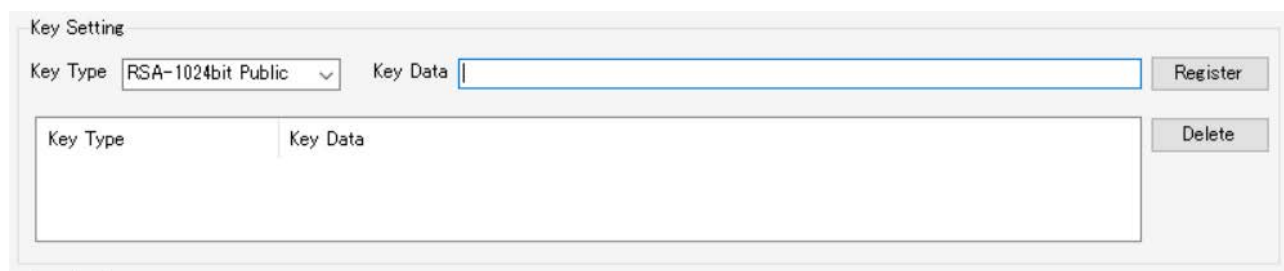 Key Setting
Key Type RSA-1024bit Public Key Data Register
Key Type Key Data Delete